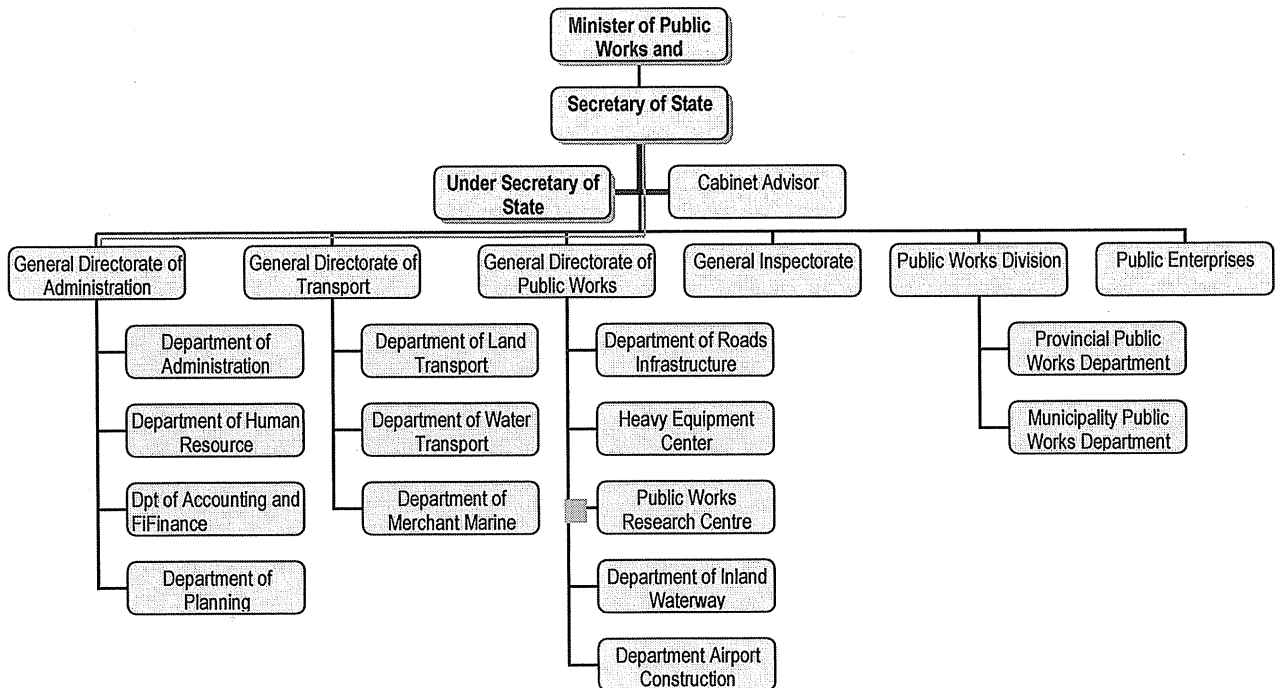 Minister of Public
Works and
Secretary of State
Under Secretary of
State
Cabinet Advisor
General Directorate of
Administration
General Directorate of
Transport
General Directorate of
Public Works
General Inspectorate
Public Works Division
Public Enterprises
Department of
Administration
Department of Human
Resource
Dpt of Accounting and
FiFinance
Department of
Planning
Department of Land
Transport
Department of Water
Transport
Department of
Merchant Marine
Department of Roads
Infrastructure
Heavy Equipment
Center
Public Works
Research Centre
Department of Inland
Waterway
Department Airport
Construction
Provincial Public
Works Department
Municipality Public
Works Department